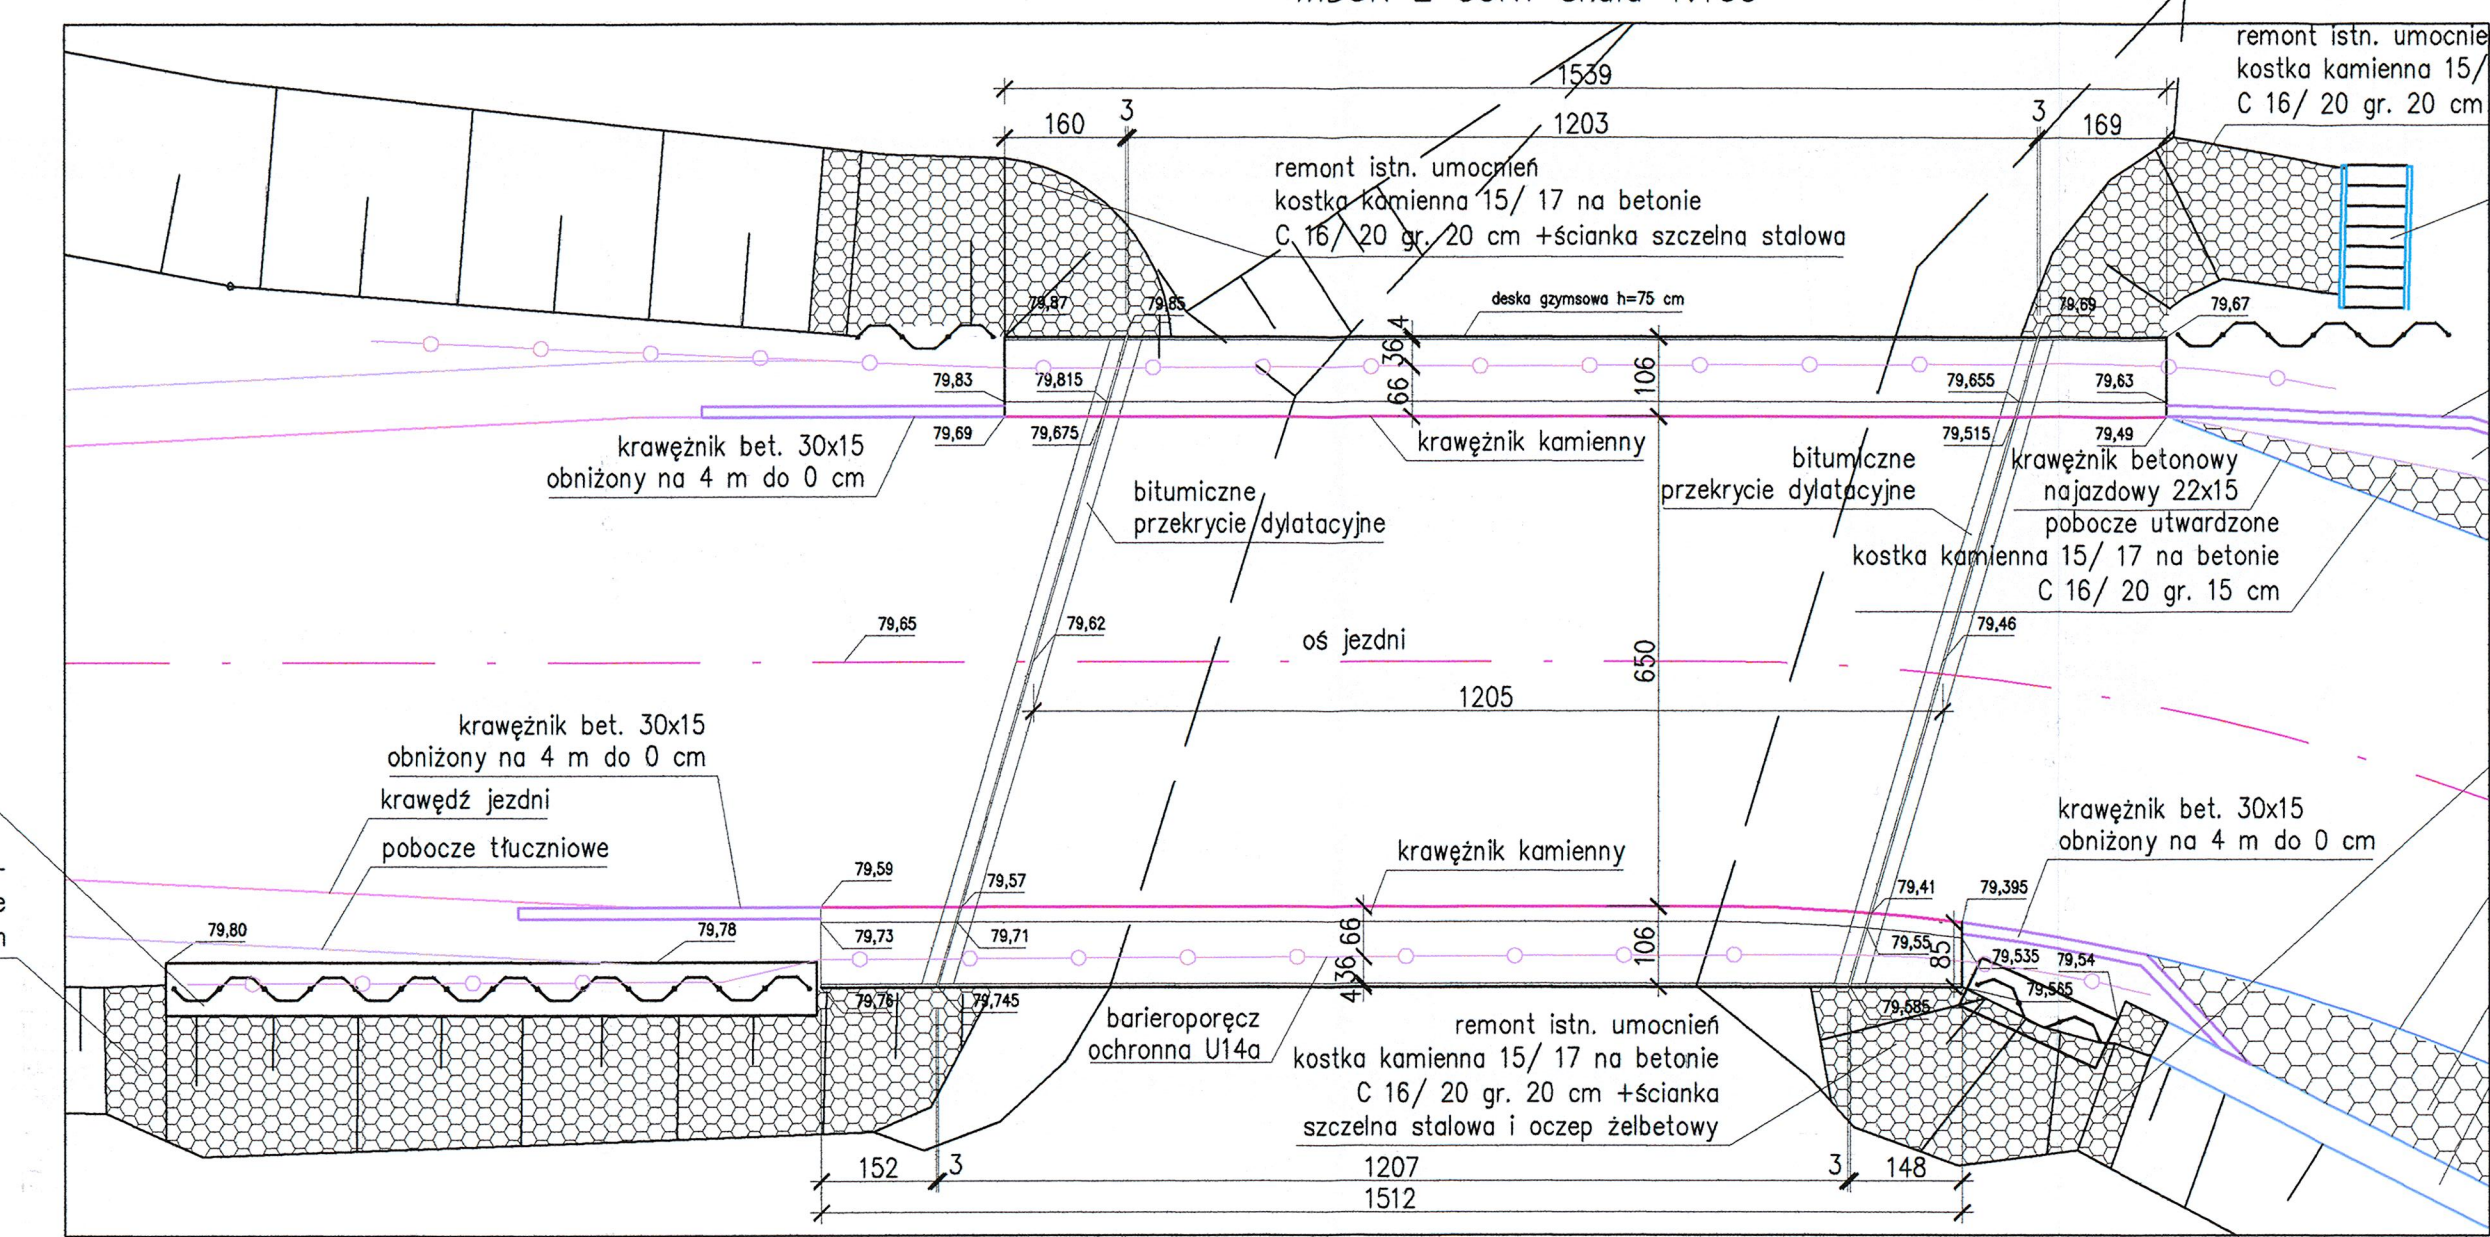 1539
160
3
1203
3
169
remont istn. umocnie
kostka kamienna 15/
C 16/ 20 gr. 20 cm
remont istn. umocnień
kostka kamienna 15/ 17 na betonie
C 16/ 20 gr. 20 cm +ścianka szczelna stalowa
deska gzymsowa h=75 cm
79,87
79,85
79,69
79,67
4
36
66
106
79,83
79,815
79,655
79,63
79,69
79,675
79,515
79,49
krawężnik bet. 30x15
obniżony na 4 m do 0 cm
krawężnik kamienny
bitumiczne
przekrycie dylatacyjne
bitumiczne
przekrycie dylatacyjne
krawężnik betonowy
najazdowy 22x15
pobocze utwardzone
kostka kamienna 15/ 17 na betonie
C 16/ 20 gr. 15 cm
79,65
79,62
oś jezdni
650
79,46
1205
krawężnik bet. 30x15
obniżony na 4 m do 0 cm
krawędź jezdni
pobocze tłuczniowe
krawężnik kamienny
krawężnik bet. 30x15
obniżony na 4 m do 0 cm
79,59
79,57
79,41
79,395
79,80
79,78
79,73
79,71
66
36
4
106
79,55
85
79,535
79,54
79,565
79,585
79,76
79,745
barieroporęcz
ochronna U14a
remont istn. umocnień
kostka kamienna 15/ 17 na betonie
C 16/ 20 gr. 20 cm +ścianka
szczelna stalowa i oczep żelbetowy
152
3
1207
3
148
1512